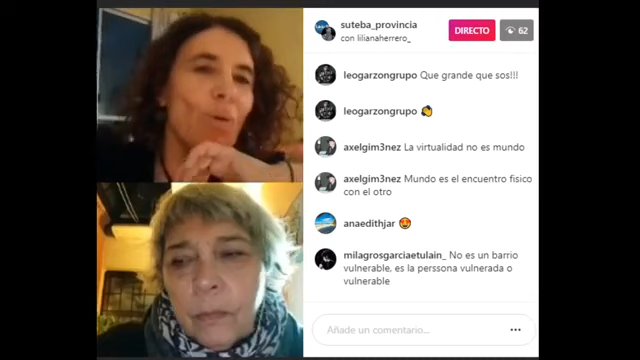 suteba_provincia
con lilianaherrero_
DIRECTO
62
leogarzongrupo Que grande que sos!!!
leogarzongrupo 👏
axelgim3nez La virtualidad no es mundo
axelgim3nez Mundo es el encuentro fisico
con el otro
anaedithjar 😍
milagrosgarciaetulain_ No es un barrio
vulnerable, es la perssona vulnerada o
vulnerable
Añade un comentario...